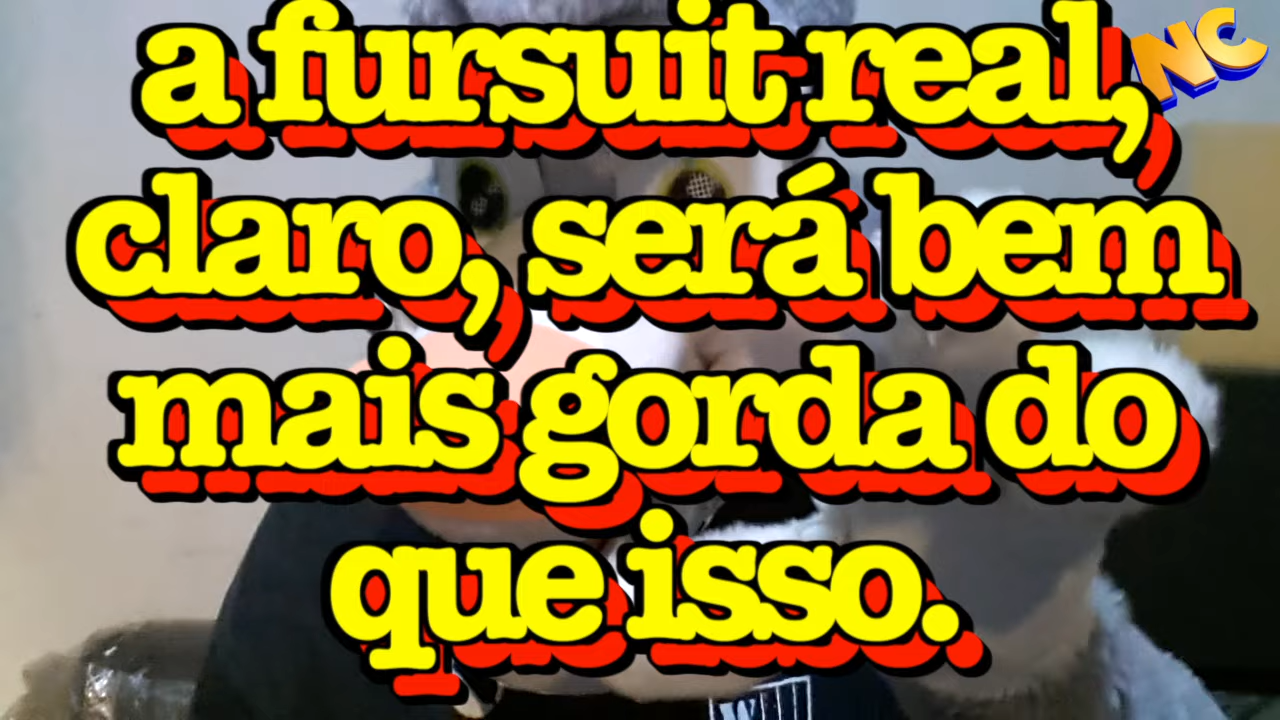 a fursuit real,
NC
claro, será bem
mais gorda do
que isso.
W